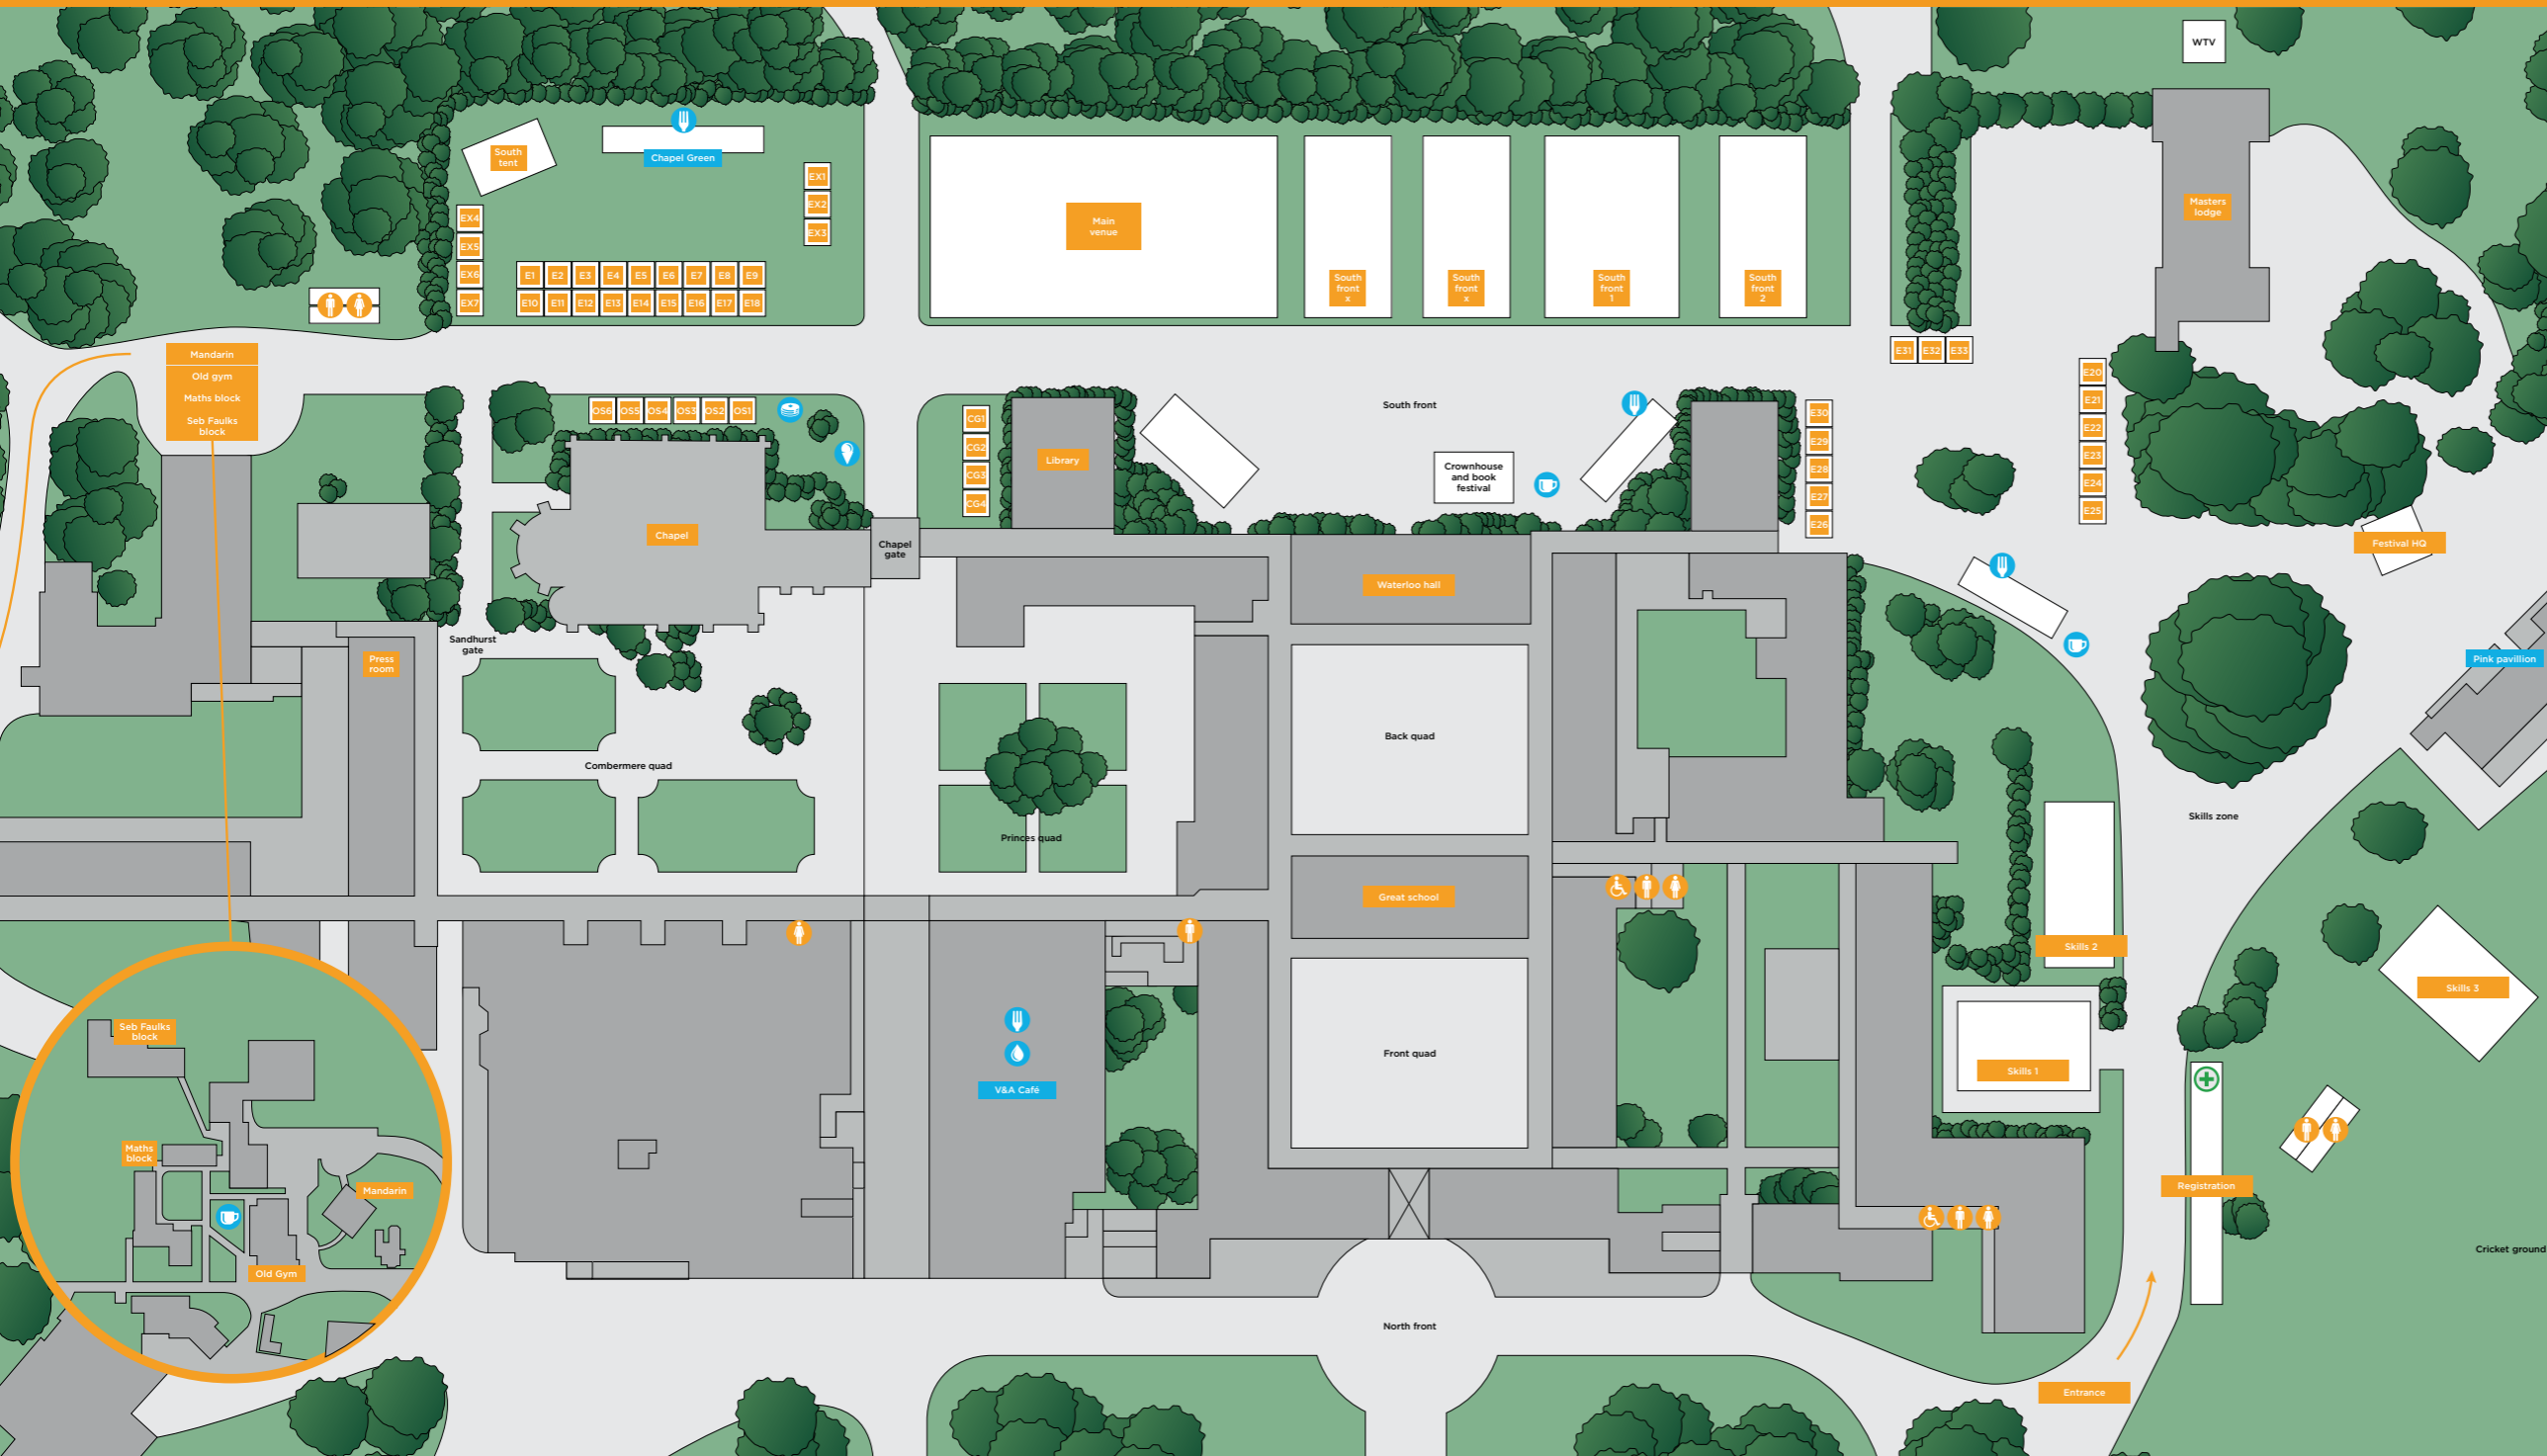 WTV
South
tent
Chapel Green
EX1
EX2
EX3
EX4
EX5
EX6
EX7
E1
E2
E3
E4
E5
E6
E7
E8
E9
E10
E11
E12
E13
E14
E15
E16
E17
E18
Main
venue
South
front
x
South
front
x
South
front
1
South
front
2
Masters
lodge
Mandarin
Old gym
Maths block
Seb Faulks
block
E31
E32
E33
E20
E21
E22
E23
E24
E25
OS6
OS5
OS4
OS3
OS2
OS1
CG1
CG2
CG3
CG4
Library
South front
Crownhouse
and book
festival
E30
E29
E28
E27
E26
Chapel
Chapel
gate
Waterloo hall
Festival HQ
Sandhurst
gate
Press
room
Pink pavillion
Back quad
Combermere quad
Princes quad
Skills zone
Great school
Skills 2
Skills 3
Front quad
Skills 1
V&A Café
Seb Faulks
block
Maths
block
Mandarin
Old Gym
Registration
Cricket ground
North front
Entrance